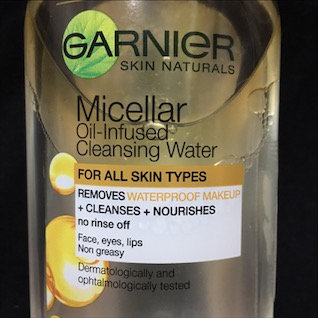 GARNIER
SKIN NATURALS
Micellar
Oil-Infused
Cleansing Water
FOR ALL SKIN TYPES
REMOVES WATERPROOF MAKEUP
+ CLEANSES + NOURISHES
no rinse off
Face, eyes, lips
Non greasy
Dermatologically and
ophtalmologically tested